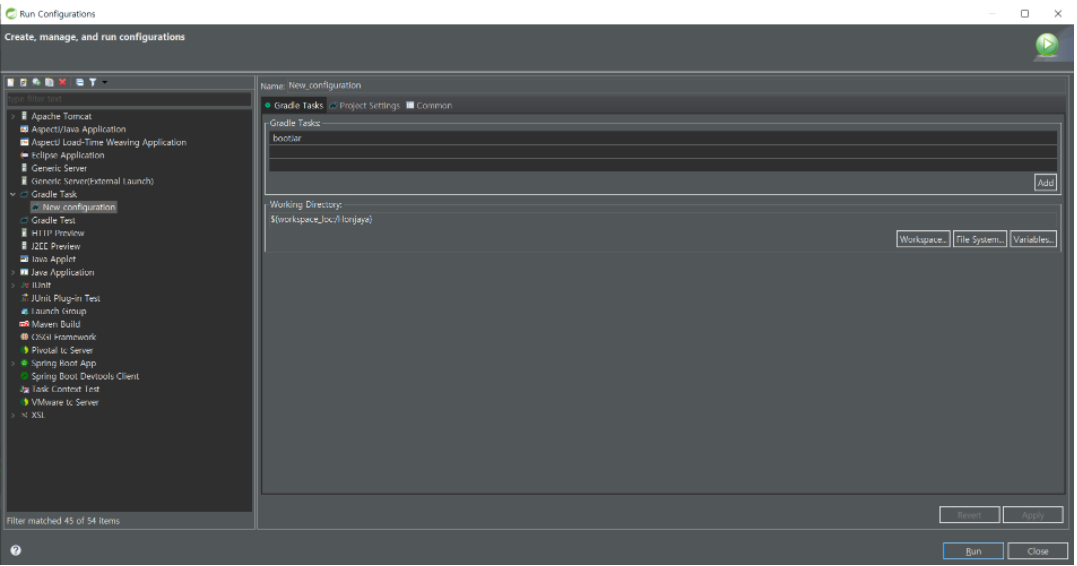 Run Configurations
Create, manage, and run configurations
type filter text
Apache Tomcat
AspectJ/Java Application
AspectJ Load-Time Weaving Application
Eclipse Application
Generic Server
Generic Server(External Launch)
Gradle Task
New_configuration
Gradle Test
HTTP Preview
J2EE Preview
Java Applet
Java Application
JUnit
JUnit Plug-in Test
Launch Group
Maven Build
OSGi Framework
Pivotal tc Server
Spring Boot App
Spring Boot Devtools Client
Task Context Test
VMware tc Server
XSL
Filter matched 45 of 54 items
Name: New_configuration
Gradle Tasks Project Settings Common
Gradle Tasks:
bootJar
Add
Working Directory:
${workspace_loc:/Honjaya}
Workspace... File System... Variables...
Revert Apply
Run Close